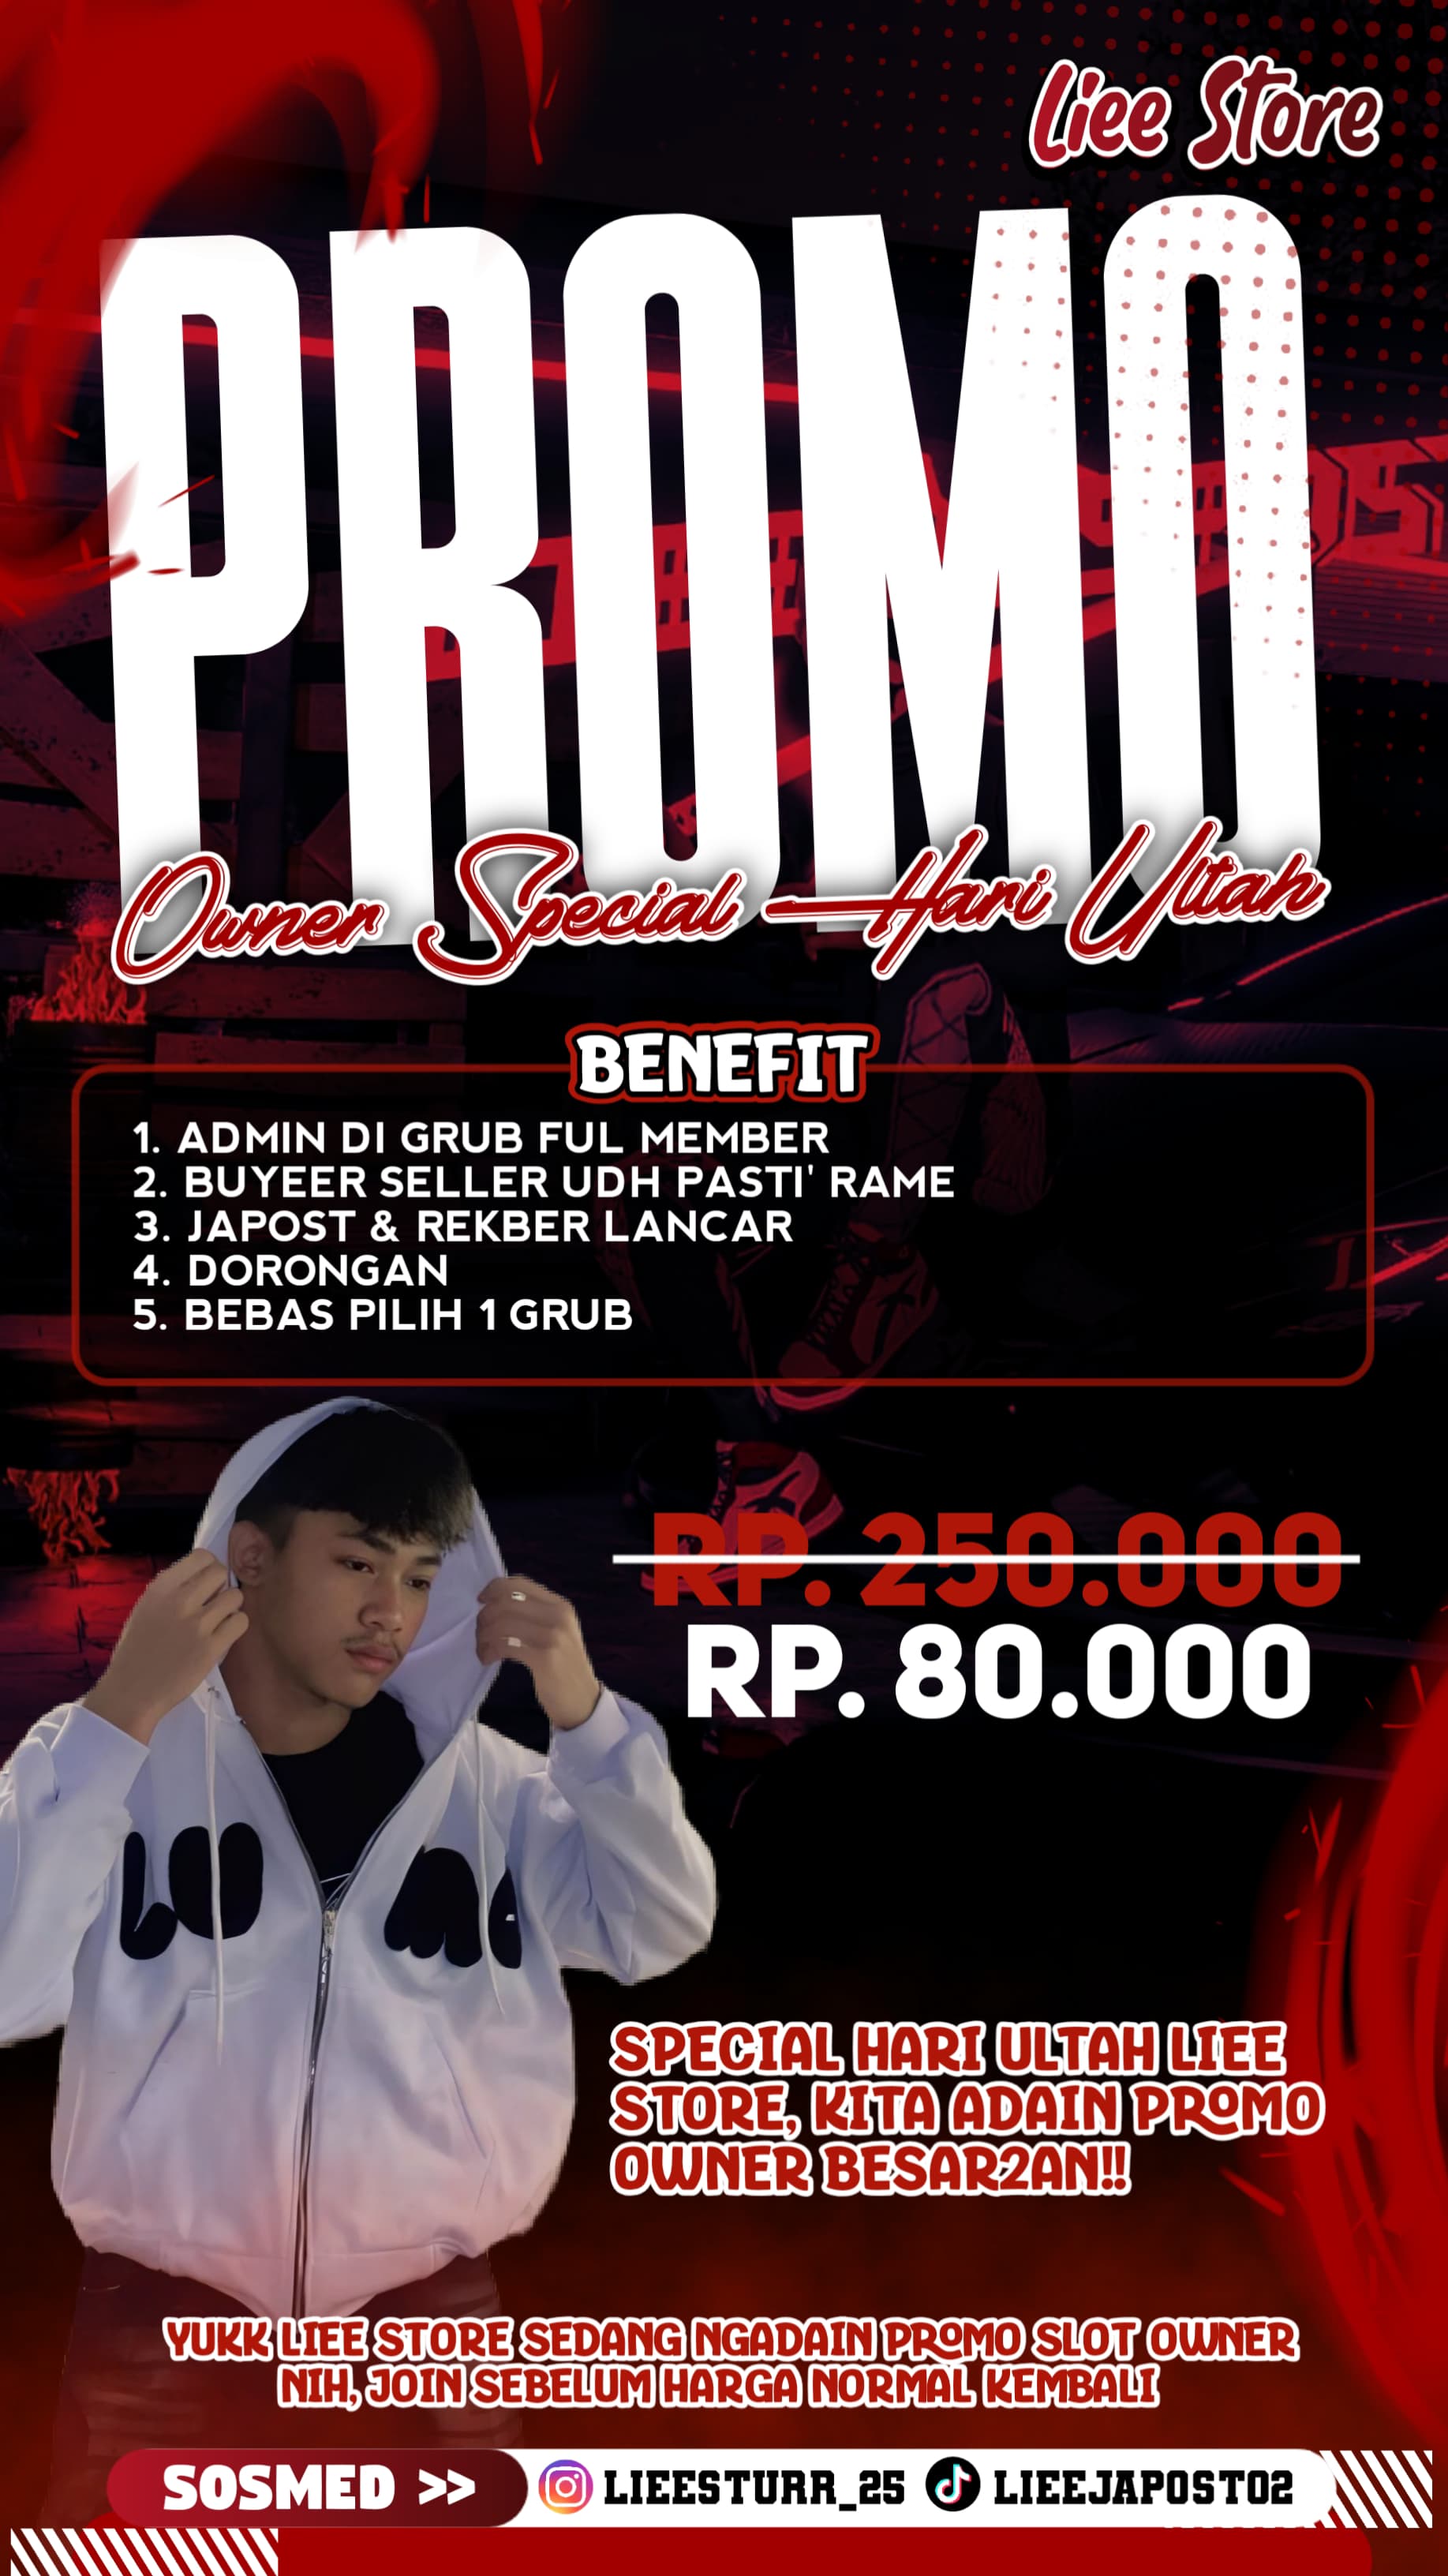 Liee Store
PROMO
Owner Special Hari Ultah
BENEFIT
1. ADMIN DI GRUB FUL MEMBER
2. BUYEER SELLER UDH PASTI' RAME
3. JAPOST & REKBER LANCAR
4. DORONGAN
5. BEBAS PILIH 1 GRUB
RP. 250.000
RP. 80.000
SPECIAL HARI ULTAH LIEE
STORE, KITA ADAIN PROMO
OWNER BESAR2AN!!
YUKK LIEE STORE SEDANG NGADAIN PROMO SLOT OWNER
NIH, JOIN SEBELUM HARGA NORMAL KEMBALI
SOSMED >> LIEESTURR_25 LIEEJAPOST02